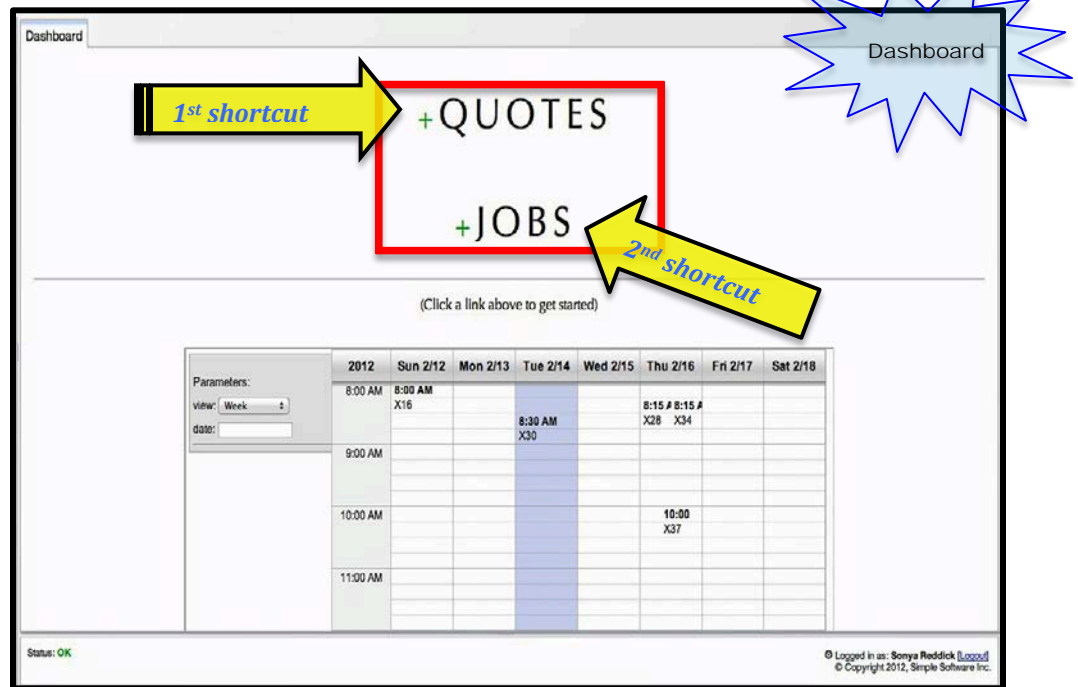 Dashboard
Dashboard
1st shortcut
+QUOTES
+JOBS
2nd shortcut
(Click a link above to get started)
Parameters:
view: Week
date:
2012 Sun 2/12 Mon 2/13 Tue 2/14 Wed 2/15 Thu 2/16 Fri 2/17 Sat 2/18
8:00 AM 8:00 AM
X16
8:15 A 8:15 A
X28 X34
8:30 AM
X30
9:00 AM
10:00 AM 10:00
X37
11:00 AM
Status: OK
Logged in as: Sonya Reddick [Logout]
© Copyright 2012, Simple Software Inc.